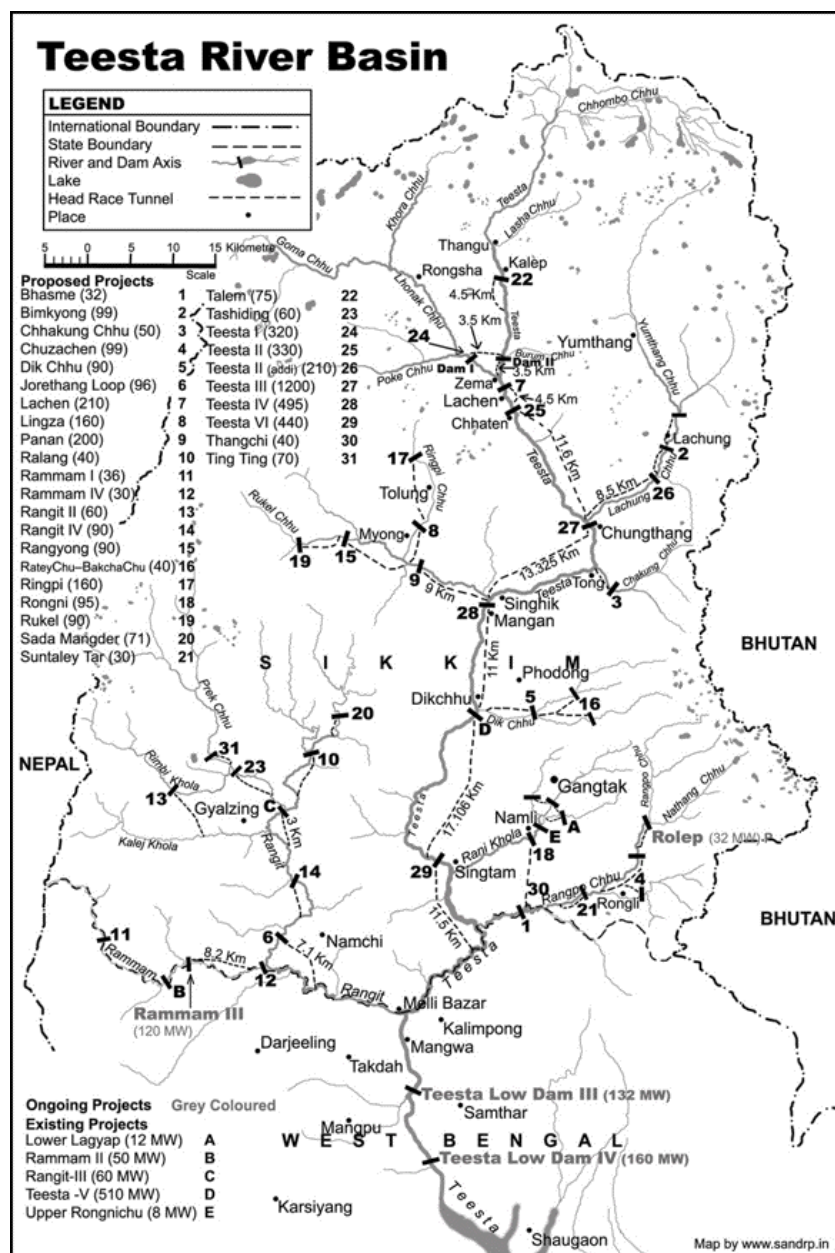 Teesta River Basin
LEGEND
International Boundary
State Boundary
River and Dam Axis
Lake
Head Race Tunnel
Place
5 0 5 10 15 Kilometre
Scale
Proposed Projects
Bhasme (32) 1
Bimkyong (99) 2
Chhakung Chhu (50) 3
Chuzachen (99) 4
Dik Chhu (90) 5
Jorethang Loop (96) 6
Lachen (210) 7
Lingza (160) 8
Panan (200) 9
Ralang (40) 10
Rammam I (36) 11
Rammam IV (30) 12
Rangit II (60) 13
Rangit IV (90) 14
Rangyong (90) 15
RateyChu–BakchaChu (40) 16
Ringpi (160) 17
Rongni (95) 18
Rukel (90) 19
Sada Mangder (71) 20
Suntaley Tar (30) 21
Talem (75) 22
Tashiding (60) 23
Teesta I (320) 24
Teesta II (330) 25
Teesta II (addi) (210) 26
Teesta III (1200) 27
Teesta IV (495) 28
Teesta VI (440) 29
Thangchi (40) 30
Ting Ting (70) 31
Chhombo Chhu
Teesta
Khora Chhu
Lasha Chhu
Goma Chhu
Thangu
Kalep
Rongsha
22
Lhonak Chhu
4.5 Km
Teesta
3.5 Km
24
Yumthang
Yumthang Chhu
Burum Chhu
Dam I
Dam II
Poke Chhu
3.5 Km
Zema
7
Lachen
4.5 Km
25
Chhaten
11.6 Km
Lachung
2
17
Ringpi Chhu
Tolung
Teesta
8.5 Km
Lachung Chhu
26
Rukel Chhu
Myong
8
27
Chungthang
19
15
9
13.325 Km
Chakung Chhu
9 Km
Teesta
Tong
3
28
Singhik
Mangan
BHUTAN
S I K K I M
11 Km
Phodong
Prek Chhu
20
Dikchhu
5
16
D
Dik Chhu
31
10
NEPAL
Rimbi Khola
23
Gangtak
Rangpo Chhu
Nathang Chhu
13
Gyalzing
C
3 Km
Teesta
17.106 Km
Namli
E
A
Kalej Khola
Rangit
Rani Khola
18
Rolep (32 MW) P
29
Singtam
14
30
4
Rangpo Chhu
21
Rongli
1
BHUTAN
11
6
Namchi
11.5 Km
Rammam
8.2 Km
7.1 Km
Teesta
B
12
Rangit
Rammam III
(120 MW)
Melli Bazar
Kalimpong
Darjeeling
Mangwa
Takdah
Teesta Low Dam III (132 MW)
Samthar
Mangpu
Ongoing Projects Grey Coloured
Existing Projects
Lower Lagyap (12 MW) A
Rammam II (50 MW) B
Rangit-III (60 MW) C
Teesta -V (510 MW) D
Upper Rongnichu (8 MW) E
W E S T B E N G A L
Teesta Low Dam IV (160 MW)
Karsiyang
Teesta
Shaugaon
Map by www.sandrp.in